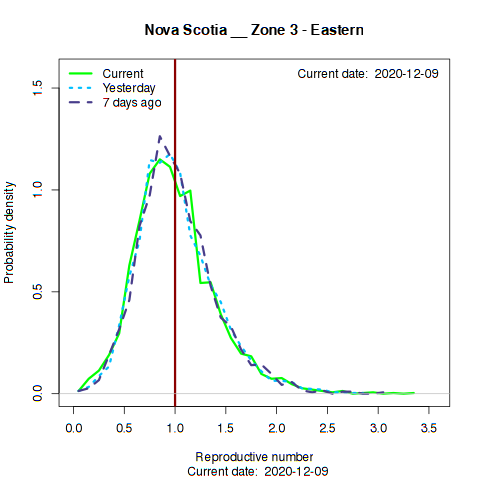 Nova Scotia __ Zone 3 - Eastern
Current
Yesterday
7 days ago
Current date:  2020-12-09
Probability density
1.5
1.0
0.5
0.0
0.0 0.5 1.0 1.5 2.0 2.5 3.0 3.5
Reproductive number
Current date:  2020-12-09